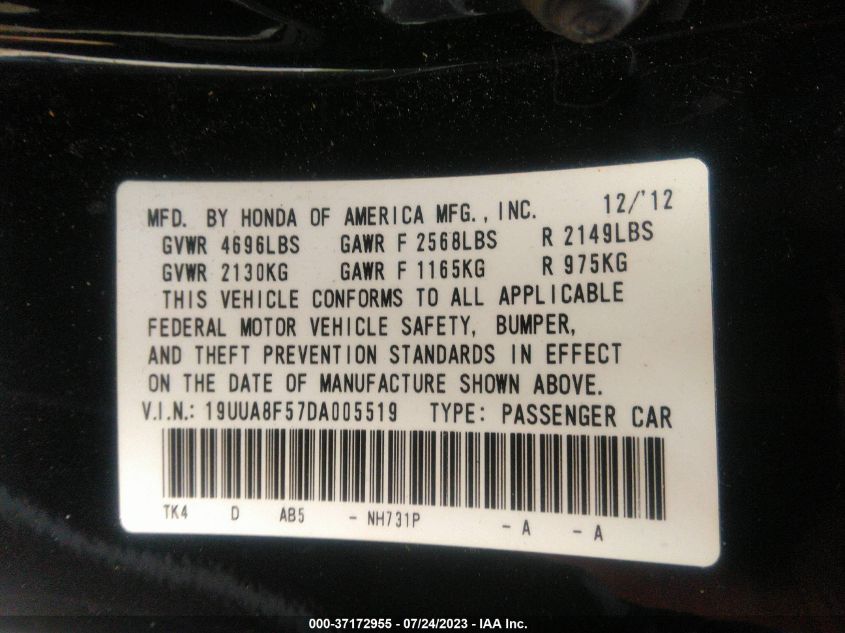 MFD. BY HONDA OF AMERICA MFG., INC. 12/'12
GVWR 4696LBS GAWR F 2568LBS R 2149LBS
GVWR 2130KG GAWR F 1165KG R 975KG
THIS VEHICLE CONFORMS TO ALL APPLICABLE
FEDERAL MOTOR VEHICLE SAFETY, BUMPER,
AND THEFT PREVENTION STANDARDS IN EFFECT
ON THE DATE OF MANUFACTURE SHOWN ABOVE.
V.I.N.: 19UUA8F57DA005519 TYPE: PASSENGER CAR
TK4 D AB5 - NH731P - A - A
000-37172955 - 07/24/2023 - IAA Inc.